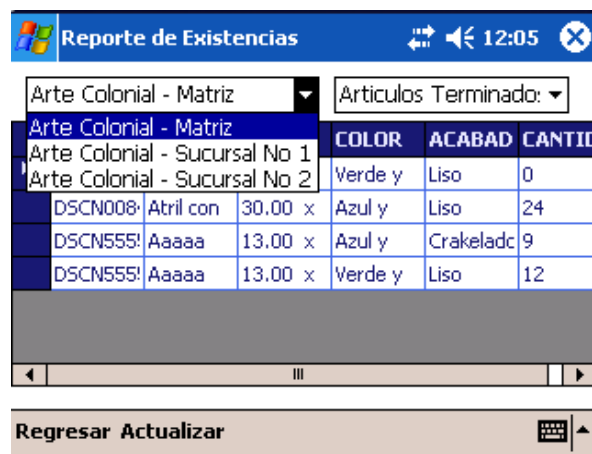 Reporte de Existencias 12:05
Arte Colonial - Matriz Articulos Terminado:
Arte Colonial - Matriz
Arte Colonial - Sucursal No 1
Arte Colonial - Sucursal No 2
COLOR ACABAD CANTID
Verde y Liso 0
DSCN008 Atril con 30.00 x Azul y Liso 24
DSCN555 Aaaaa 13.00 x Azul y Crakelado 9
DSCN555 Aaaaa 13.00 x Verde y Liso 12
Regresar Actualizar